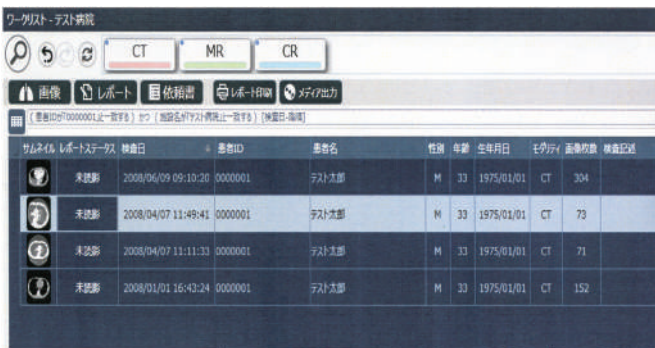 ワークリスト - テスト病院
CT MR CR
画像 レポート 依頼書 レポート印刷 メディア出力
( 患者IDが「0000001」と一致する ) かつ ( 施設名が「テスト病院」と一致する ) [検査日-降順]
サムネイル レポートステータス 検査日 患者ID 患者名 性別 年齢 生年月日 モダリティ 画像枚数 検査記述
未読影 2008/06/09 09:10:20 0000001 テスト太郎 M 33 1975/01/01 CT 304
未読影 2008/04/07 11:49:41 0000001 テスト太郎 M 33 1975/01/01 CT 73
未読影 2008/04/07 11:11:33 0000001 テスト太郎 M 33 1975/01/01 CT 71
未読影 2008/01/01 16:43:24 0000001 テスト太郎 M 33 1975/01/01 CT 152